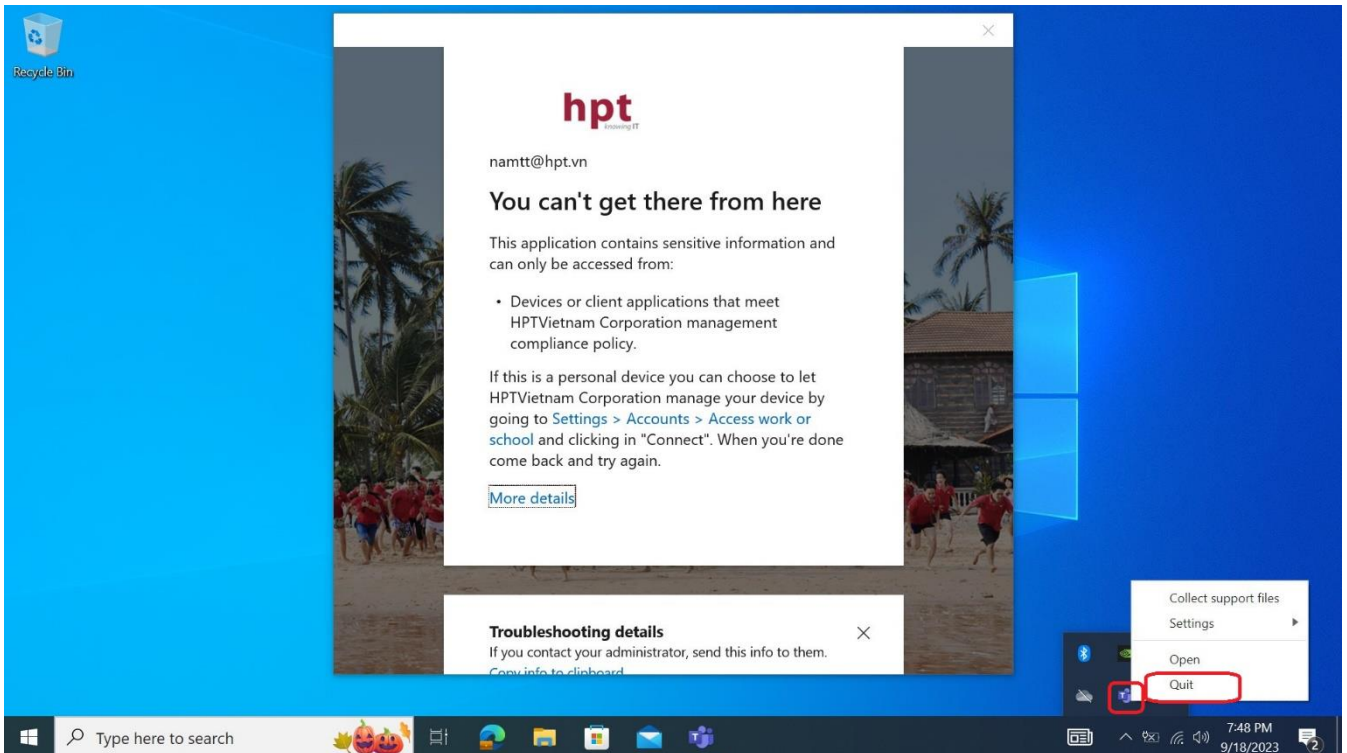 Recycle Bin
hpt
knowing IT
namtt@hpt.vn
You can't get there from here
This application contains sensitive information and
can only be accessed from:
• Devices or client applications that meet
HPTVietnam Corporation management
compliance policy.
If this is a personal device you can choose to let
HPTVietnam Corporation manage your device by
going to Settings > Accounts > Access work or
school and clicking in "Connect". When you're done
come back and try again.
More details
Troubleshooting details
If you contact your administrator, send this info to them.
Copy info to clipboard
Collect support files
Settings
Open
Quit
Type here to search
7:48 PM
9/18/2023
2